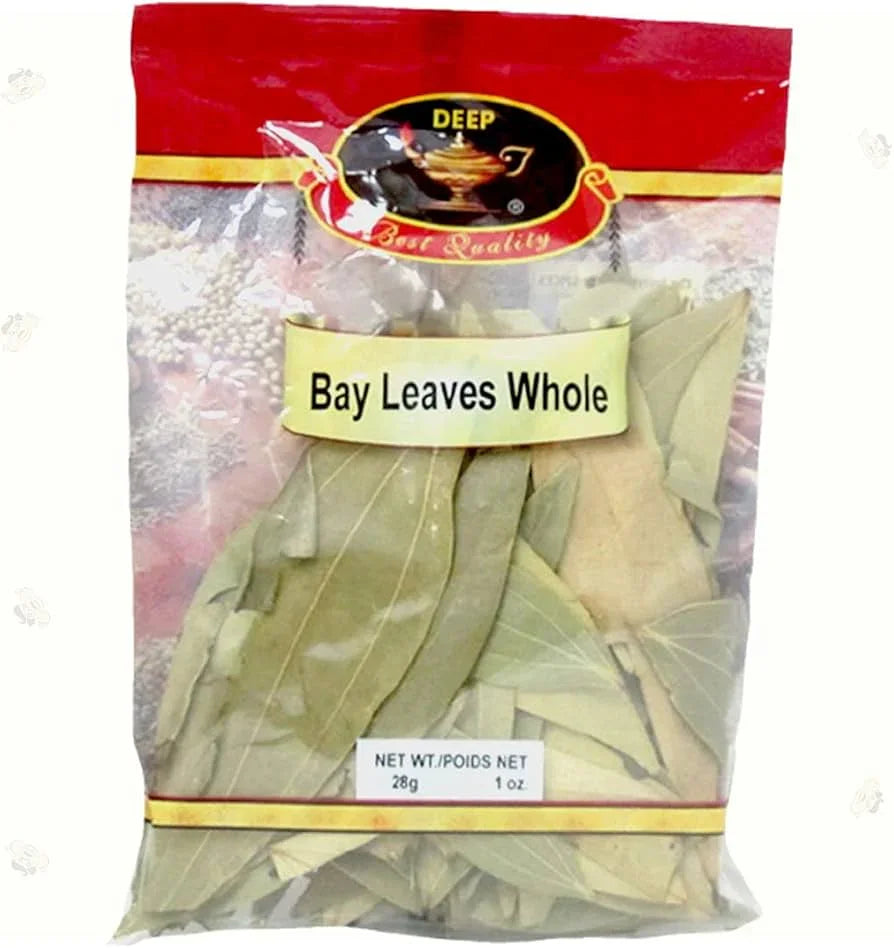 DEEP
®
Best Quality
Bay Leaves Whole
NET WT./POIDS NET
28g 1 oz.